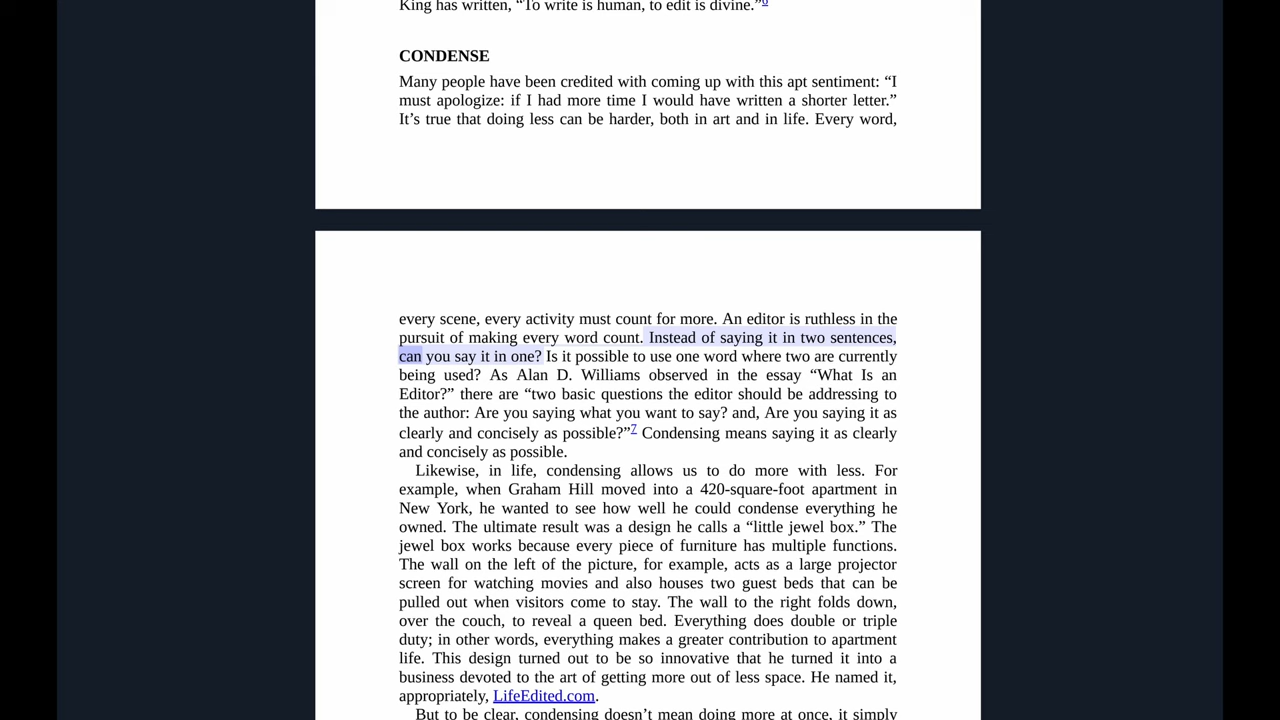 King has written, “To write is human, to edit is divine.”6
CONDENSE
Many people have been credited with coming up with this apt sentiment: “I
must apologize: if I had more time I would have written a shorter letter.”
It’s true that doing less can be harder, both in art and in life. Every word,
every scene, every activity must count for more. An editor is ruthless in the
pursuit of making every word count. Instead of saying it in two sentences,
can you say it in one? Is it possible to use one word where two are currently
being used? As Alan D. Williams observed in the essay “What Is an
Editor?” there are “two basic questions the editor should be addressing to
the author: Are you saying what you want to say? and, Are you saying it as
clearly and concisely as possible?”7 Condensing means saying it as clearly
and concisely as possible.
Likewise, in life, condensing allows us to do more with less. For
example, when Graham Hill moved into a 420-square-foot apartment in
New York, he wanted to see how well he could condense everything he
owned. The ultimate result was a design he calls a “little jewel box.” The
jewel box works because every piece of furniture has multiple functions.
The wall on the left of the picture, for example, acts as a large projector
screen for watching movies and also houses two guest beds that can be
pulled out when visitors come to stay. The wall to the right folds down,
over the couch, to reveal a queen bed. Everything does double or triple
duty; in other words, everything makes a greater contribution to apartment
life. This design turned out to be so innovative that he turned it into a
business devoted to the art of getting more out of less space. He named it,
appropriately, LifeEdited.com.
But to be clear, condensing doesn’t mean doing more at once, it simply